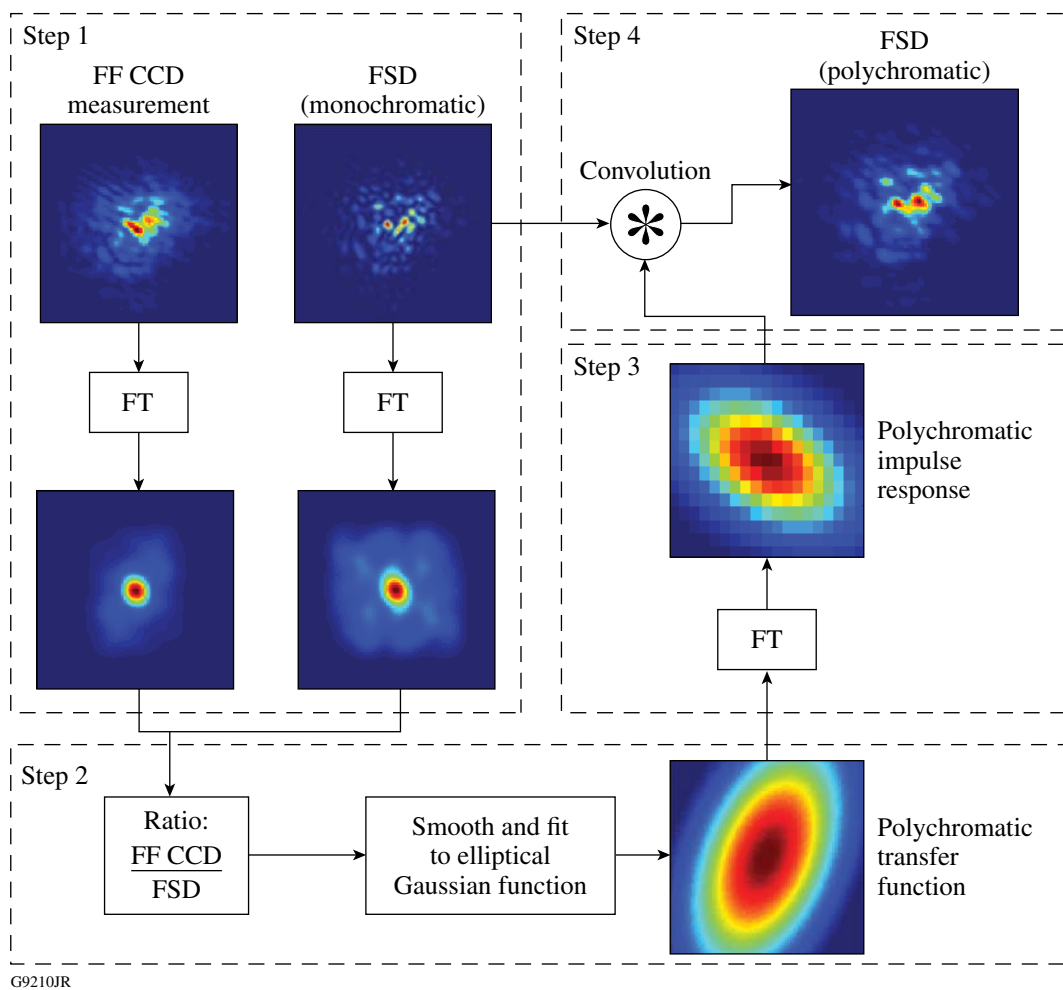 Step 1
FF CCD
measurement
FSD
(monochromatic)
FT
FT
Step 2
Ratio:
FF CCD
FSD
Smooth and fit
to elliptical
Gaussian function
Polychromatic
transfer
function
Step 3
FT
Polychromatic
impulse
response
Step 4
Convolution
*
FSD
(polychromatic)
G9210JR